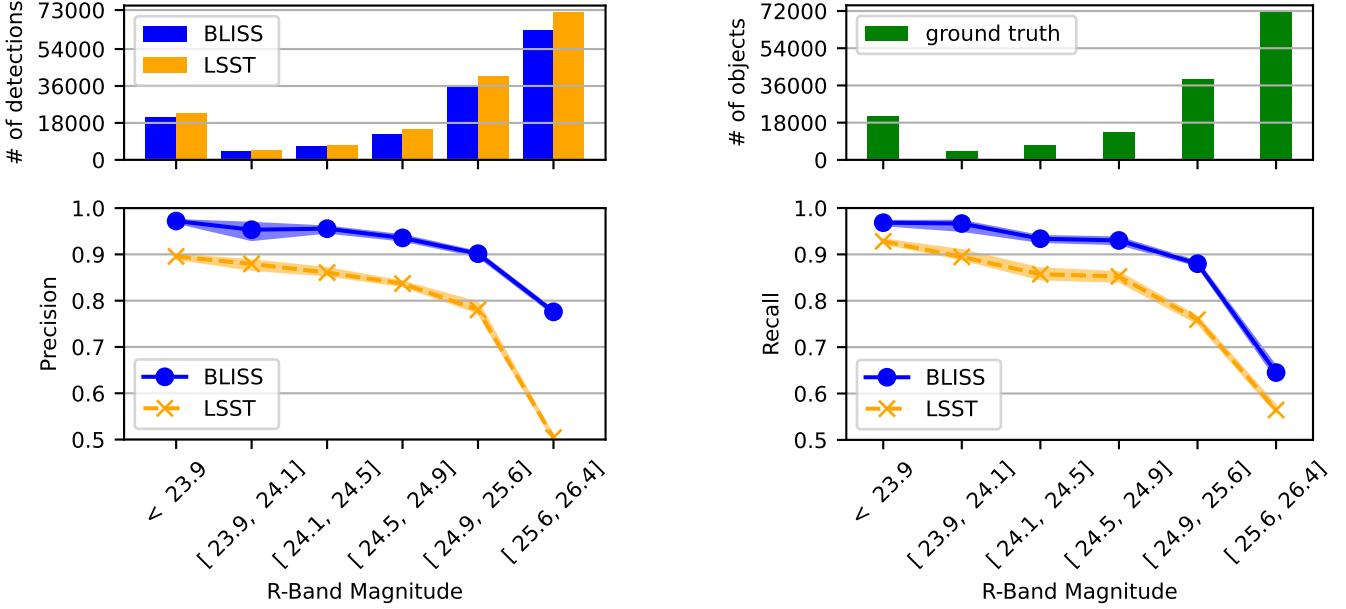 # of detections
73000
54000
36000
18000
0
BLISS
LSST
Precision
1.0
0.9
0.8
0.7
0.6
0.5
BLISS
LSST
< 23.9
[ 23.9, 24.1]
[ 24.1, 24.5]
[ 24.5, 24.9]
[ 24.9, 25.6]
[ 25.6, 26.4]
R-Band Magnitude
# of objects
72000
54000
36000
18000
0
ground truth
Recall
1.0
0.9
0.8
0.7
0.6
0.5
BLISS
LSST
< 23.9
[ 23.9, 24.1]
[ 24.1, 24.5]
[ 24.5, 24.9]
[ 24.9, 25.6]
[ 25.6, 26.4]
R-Band Magnitude